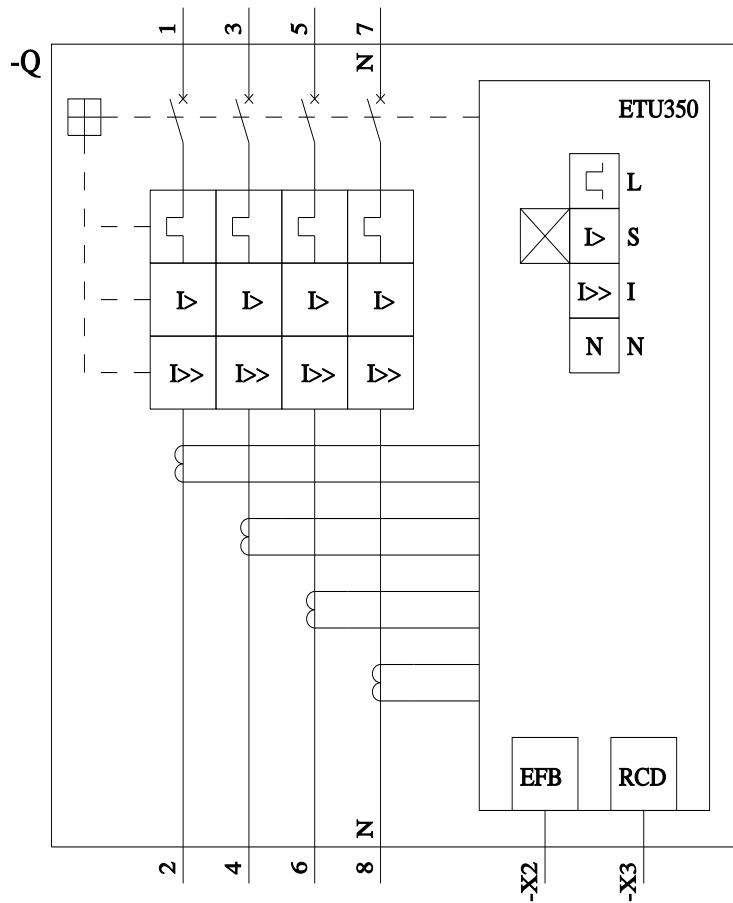 1 3 5 7
-Q
N
ETU350
L
I> S
I> I> I> I>
I>> I
N N
I>> I>> I>> I>>
EFB RCD
N
2 4 6 8
-X2 -X3